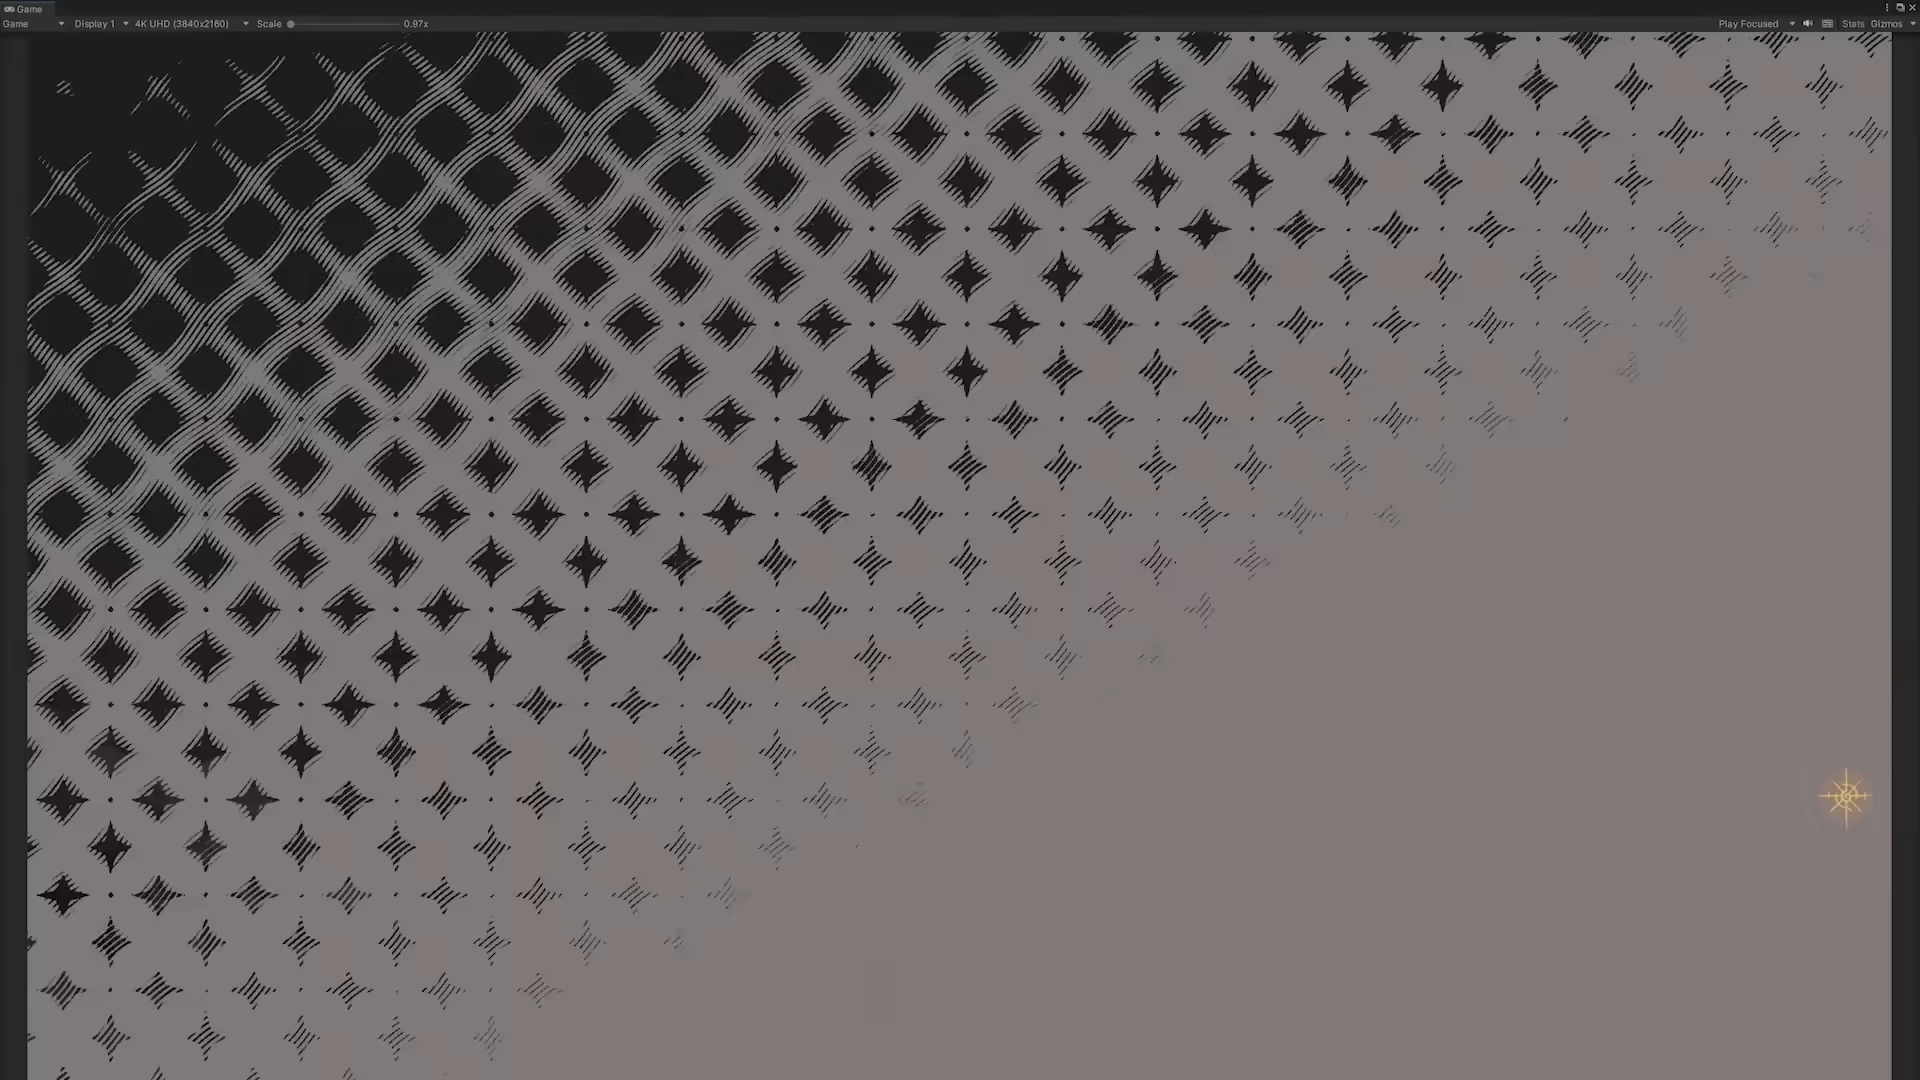 Game
Game Display 1 4K UHD (3840x2160) Scale 0.97x Play Focused Stats Gizmos